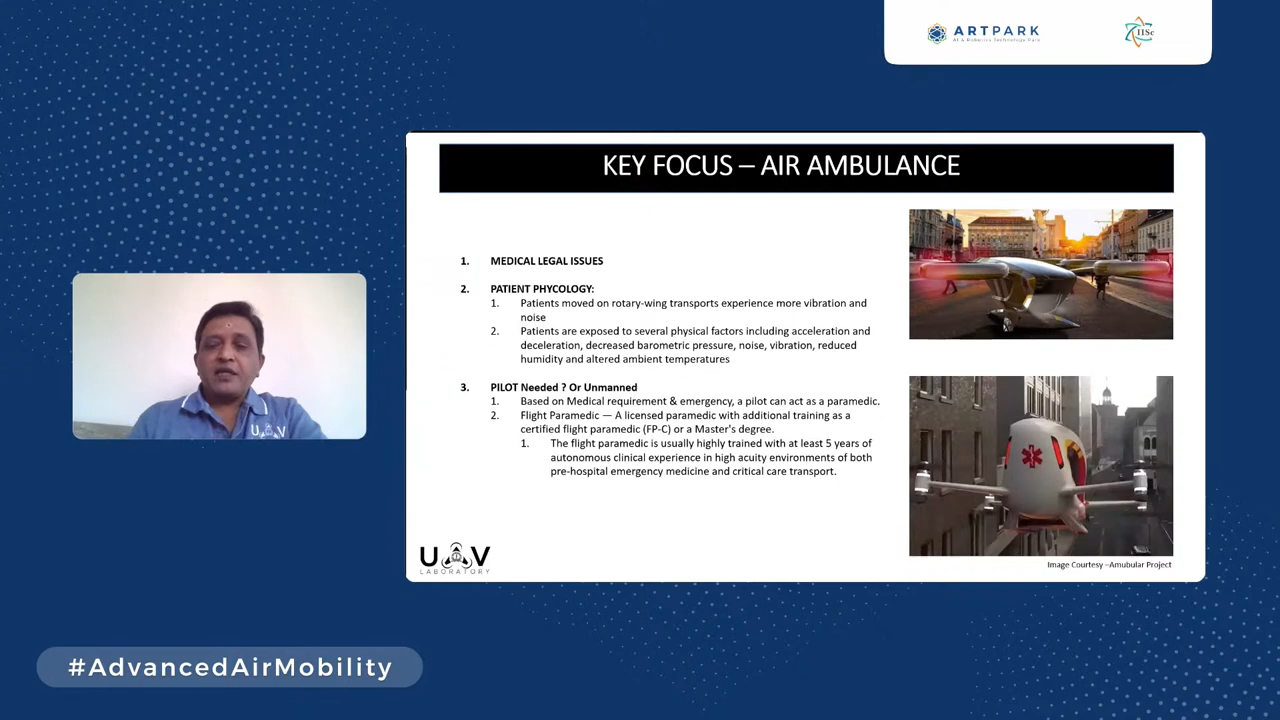 ARTPARK
AI & Robotics Technology Park
IISc
KEY FOCUS – AIR AMBULANCE
1. MEDICAL LEGAL ISSUES
2. PATIENT PHYCOLOGY:
1. Patients moved on rotary-wing transports experience more vibration and
noise
2. Patients are exposed to several physical factors including acceleration and
deceleration, decreased barometric pressure, noise, vibration, reduced
humidity and altered ambient temperatures
3. PILOT Needed ? Or Unmanned
1. Based on Medical requirement & emergency, a pilot can act as a paramedic.
2. Flight Paramedic — A licensed paramedic with additional training as a
certified flight paramedic (FP-C) or a Master's degree.
1. The flight paramedic is usually highly trained with at least 5 years of
autonomous clinical experience in high acuity environments of both
pre-hospital emergency medicine and critical care transport.
UAV
LABORATORY
Image Courtesy –Amubular Project
UAV
#AdvancedAirMobility